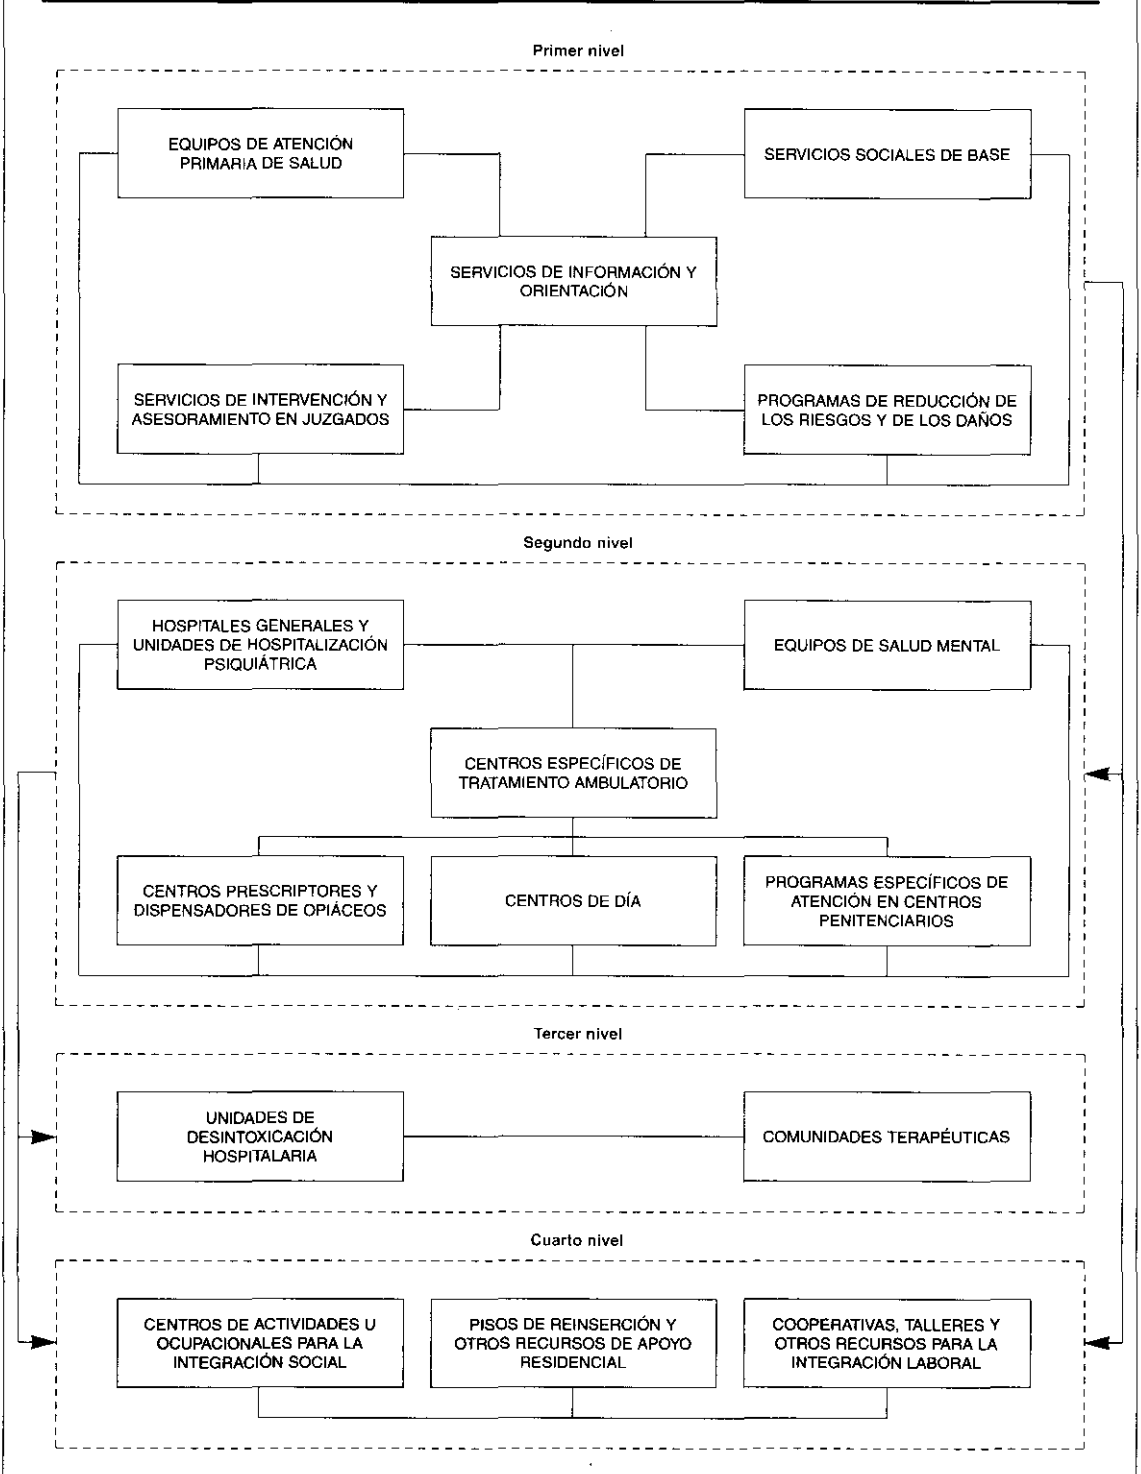 Primer nivel
EQUIPOS DE ATENCIÓN
PRIMARIA DE SALUD
SERVICIOS SOCIALES DE BASE
SERVICIOS DE INFORMACIÓN Y
ORIENTACIÓN
SERVICIOS DE INTERVENCIÓN Y
ASESORAMIENTO EN JUZGADOS
PROGRAMAS DE REDUCCIÓN DE
LOS RIESGOS Y DE LOS DAÑOS
Segundo nivel
HOSPITALES GENERALES Y
UNIDADES DE HOSPITALIZACIÓN
PSIQUIÁTRICA
EQUIPOS DE SALUD MENTAL
CENTROS ESPECÍFICOS DE
TRATAMIENTO AMBULATORIO
CENTROS PRESCRIPTORES Y
DISPENSADORES DE OPIÁCEOS
CENTROS DE DÍA
PROGRAMAS ESPECÍFICOS DE
ATENCIÓN EN CENTROS
PENITENCIARIOS
Tercer nivel
UNIDADES DE
DESINTOXICACIÓN
HOSPITALARIA
COMUNIDADES TERAPÉUTICAS
Cuarto nivel
CENTROS DE ACTIVIDADES U
OCUPACIONALES PARA LA
INTEGRACIÓN SOCIAL
PISOS DE REINSERCIÓN Y
OTROS RECURSOS DE APOYO
RESIDENCIAL
COOPERATIVAS, TALLERES Y
OTROS RECURSOS PARA LA
INTEGRACIÓN LABORAL